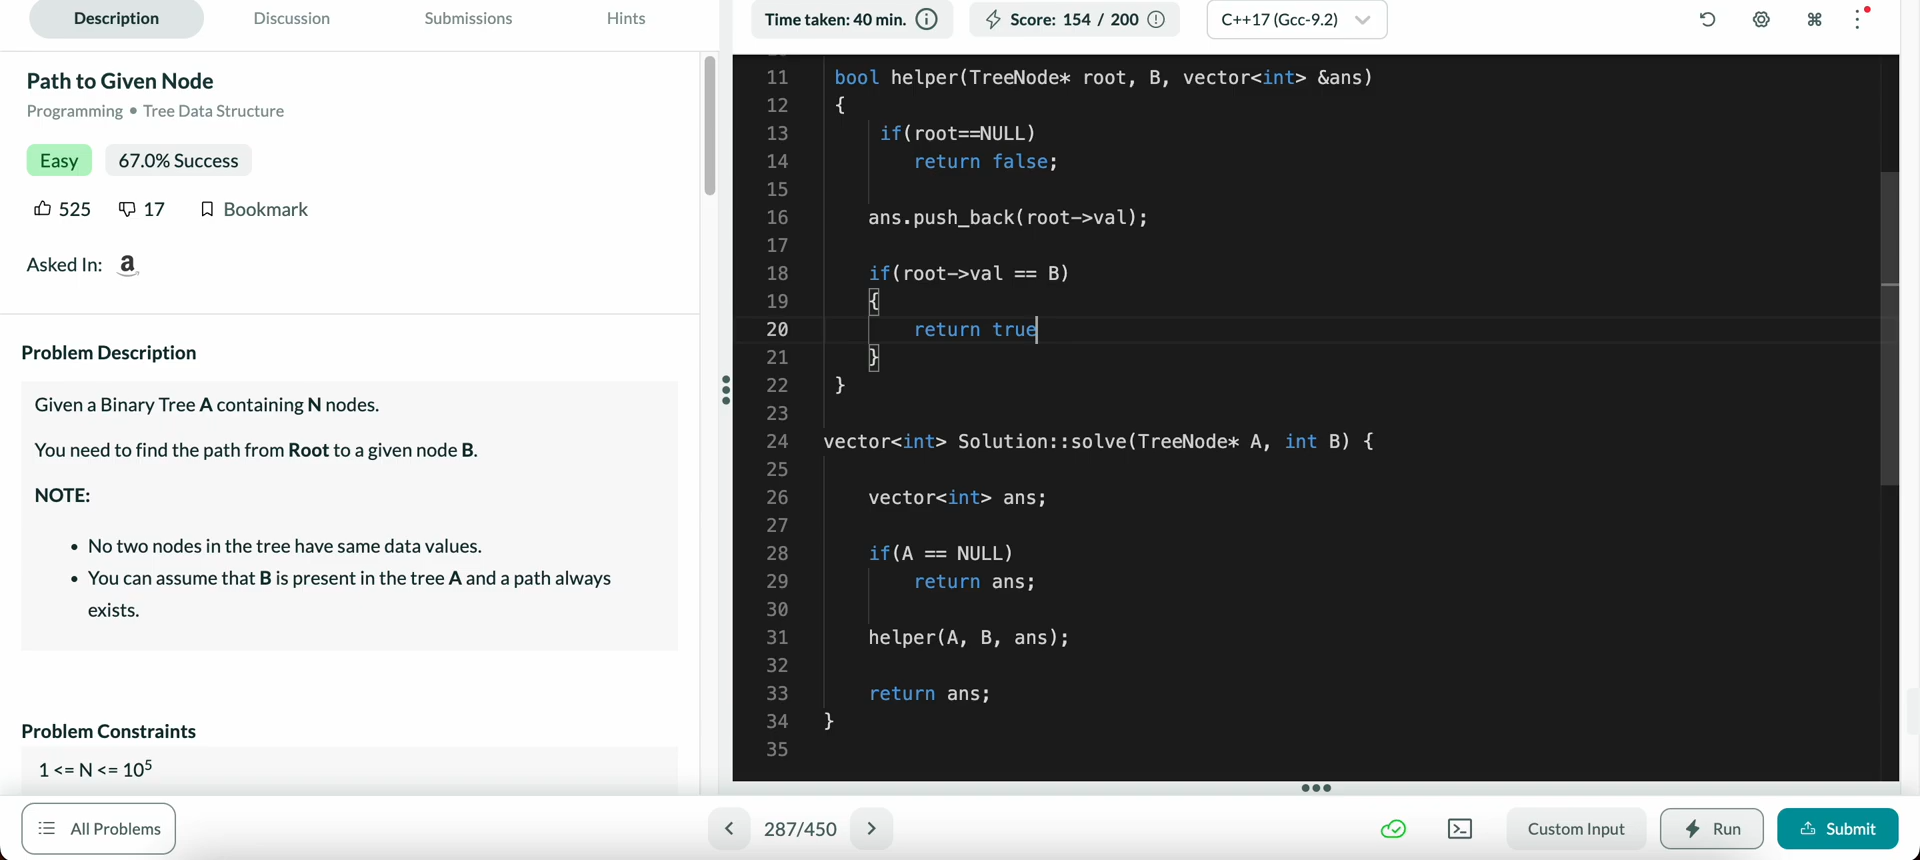 Description
Discussion
Submissions
Hints
Path to Given Node
Programming • Tree Data Structure
Easy
67.0% Success
525
17
Bookmark
Asked In: a
Problem Description
Given a Binary Tree A containing N nodes.
You need to find the path from Root to a given node B.
NOTE:
• No two nodes in the tree have same data values.
• You can assume that B is present in the tree A and a path always
exists.
Problem Constraints
1 <= N <= 10⁵
Time taken: 40 min.
Score: 154 / 200
C++17 (Gcc-9.2)
11 bool helper(TreeNode* root, B, vector<int> &ans)
12 {
13 if(root==NULL)
14 return false;
15
16 ans.push_back(root->val);
17
18 if(root->val == B)
19 {
20 return true
21 }
22 }
23
24 vector<int> Solution::solve(TreeNode* A, int B) {
25
26 vector<int> ans;
27
28 if(A == NULL)
29 return ans;
30
31 helper(A, B, ans);
32
33 return ans;
34 }
35
All Problems
287/450
Custom Input
Run
Submit